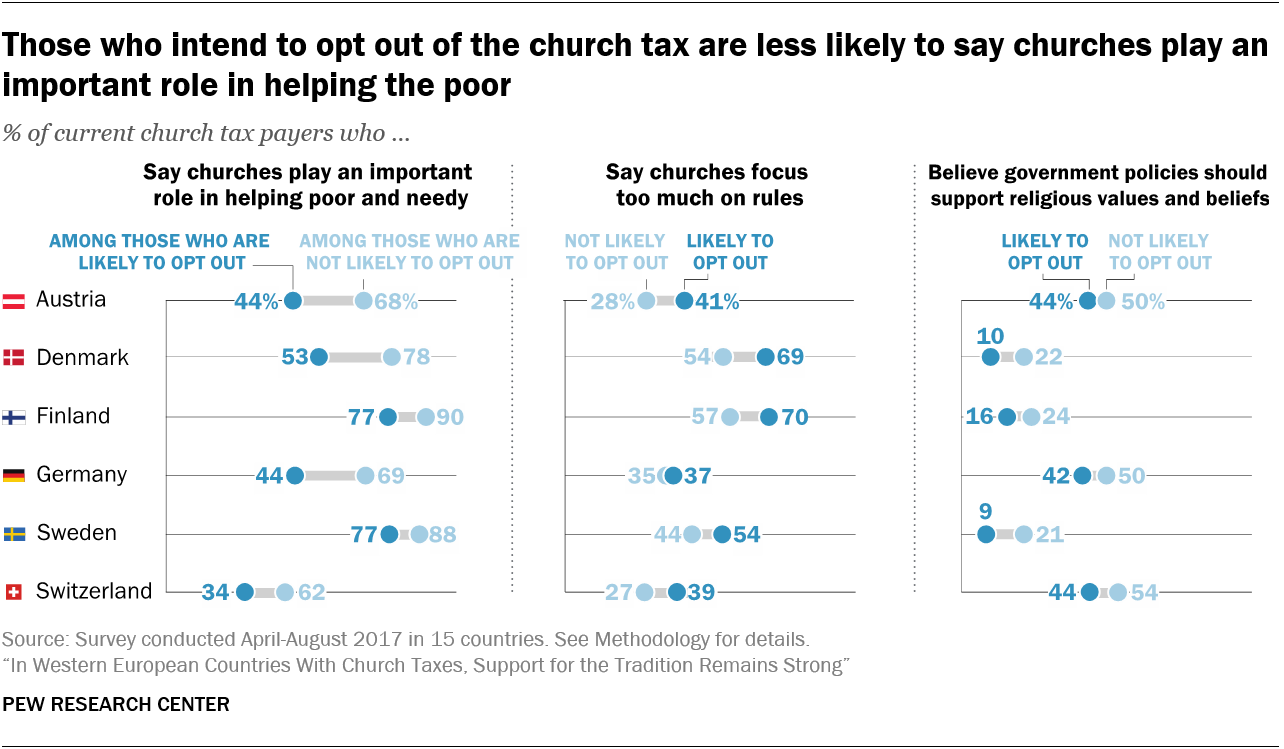 Those who intend to opt out of the church tax are less likely to say churches play an
important role in helping the poor
% of current church tax payers who ...
Say churches play an important
role in helping poor and needy
Say churches focus
too much on rules
Believe government policies should
support religious values and beliefs
AMONG THOSE WHO ARE
LIKELY TO OPT OUT
AMONG THOSE WHO ARE
NOT LIKELY TO OPT OUT
NOT LIKELY
TO OPT OUT
LIKELY TO
OPT OUT
LIKELY TO
OPT OUT
NOT LIKELY
TO OPT OUT
Austria 44% 68% 28% 41% 44% 50%
Denmark 53 78 54 69 10 22
Finland 77 90 57 70 16 24
Germany 44 69 35 37 42 50
Sweden 77 88 44 54 9 21
Switzerland 34 62 27 39 44 54
Source: Survey conducted April-August 2017 in 15 countries. See Methodology for details.
“In Western European Countries With Church Taxes, Support for the Tradition Remains Strong”
PEW RESEARCH CENTER